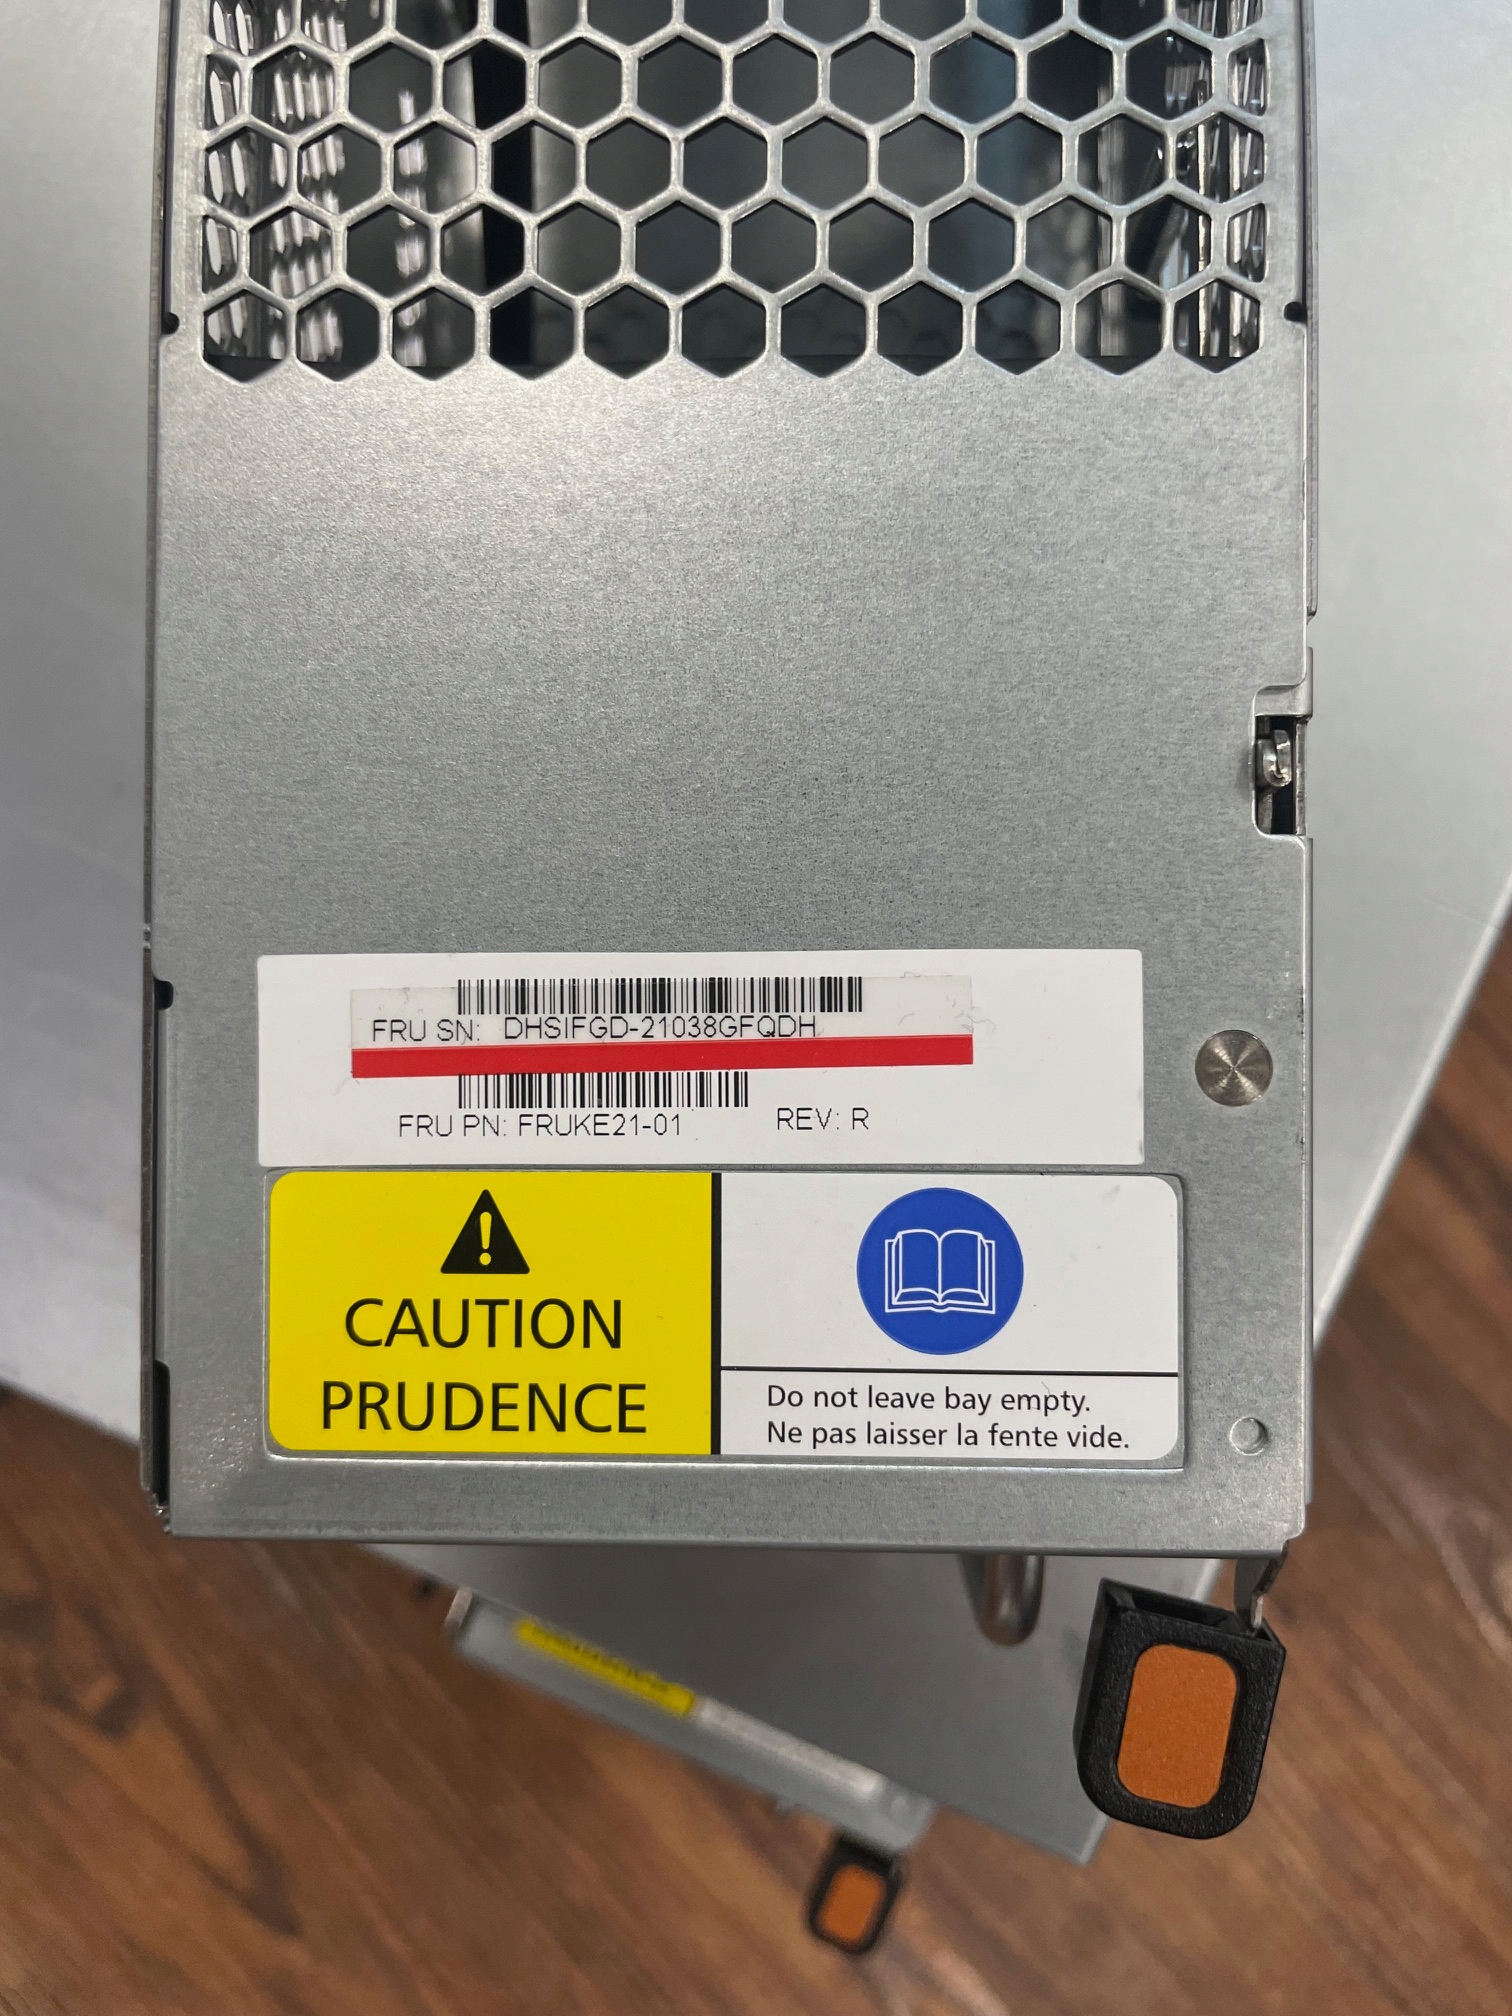 FRU SN: DHSIFGD-21038GFQDH
FRU PN: FRUKE21-01 REV: R
CAUTION
PRUDENCE
Do not leave bay empty.
Ne pas laisser la fente vide.